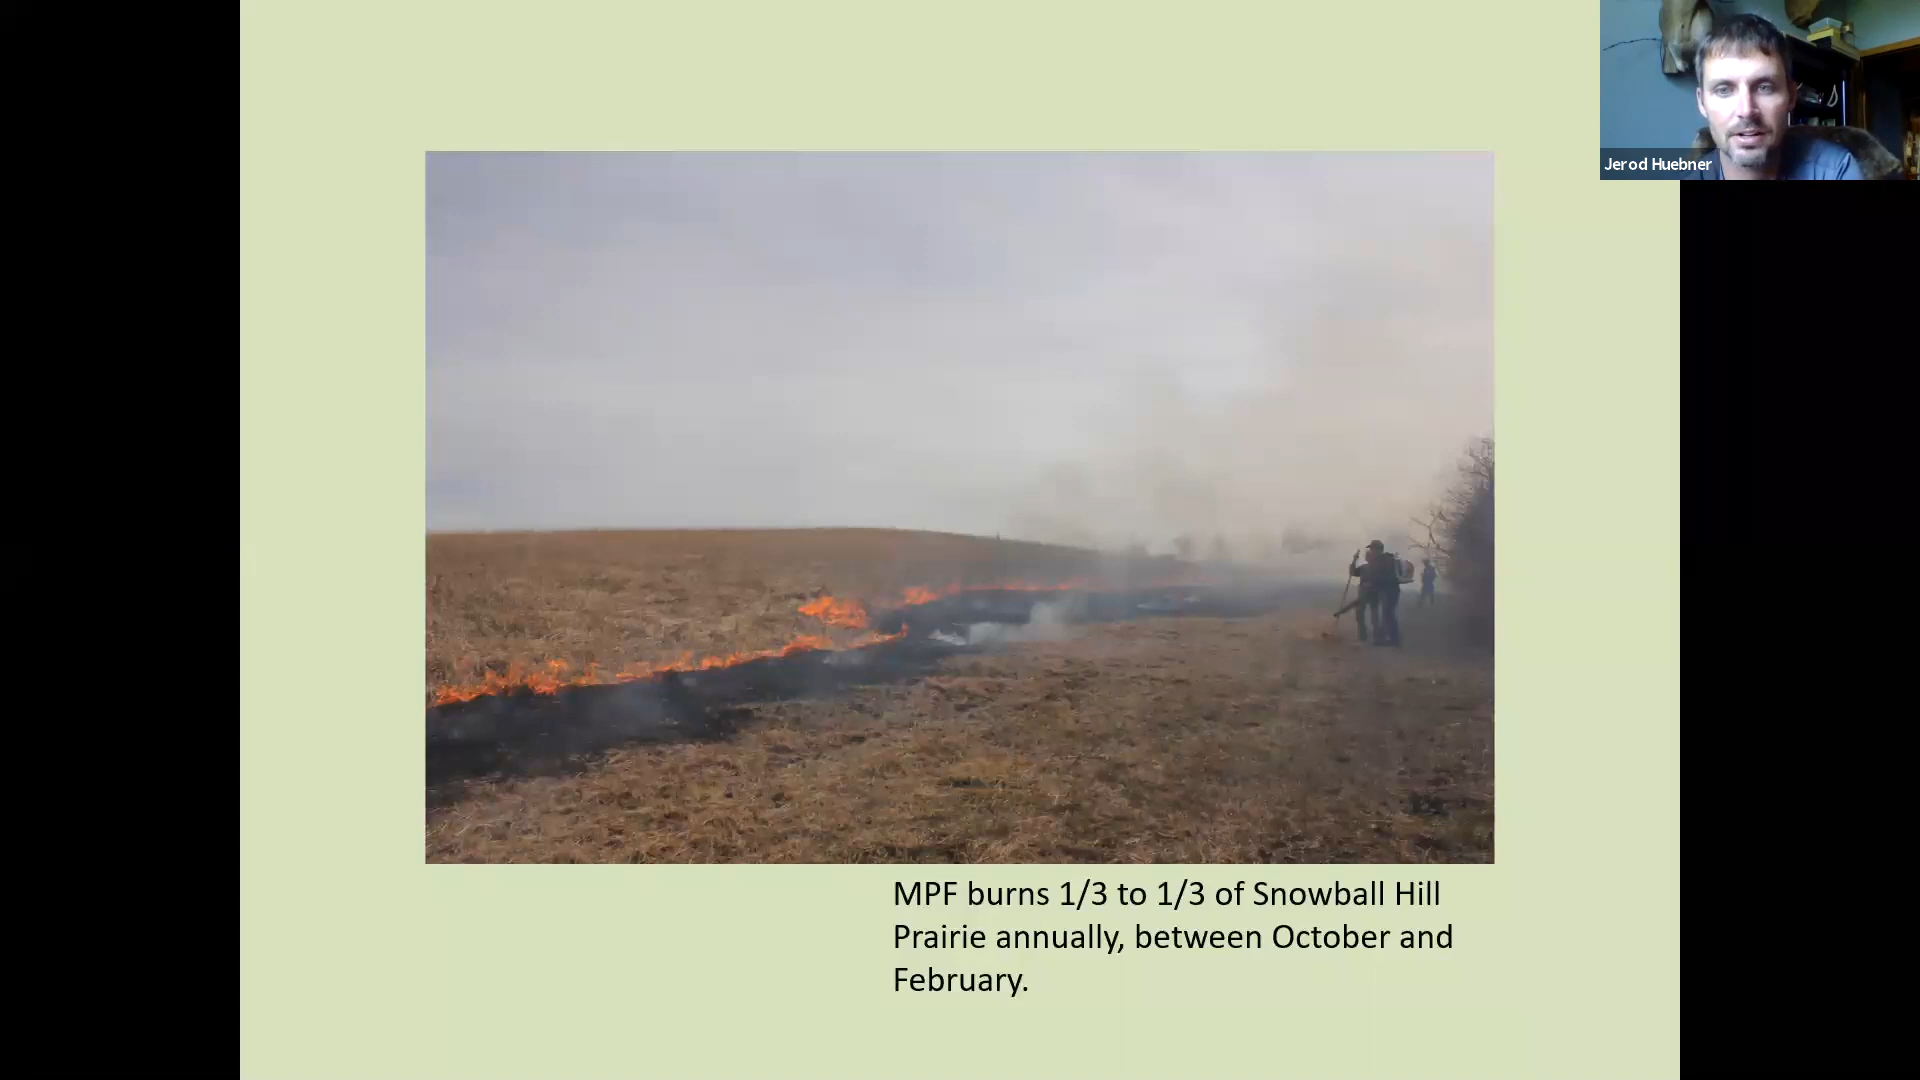 Jerod Huebner
MPF burns 1/3 to 1/3 of Snowball Hill
Prairie annually, between October and
February.